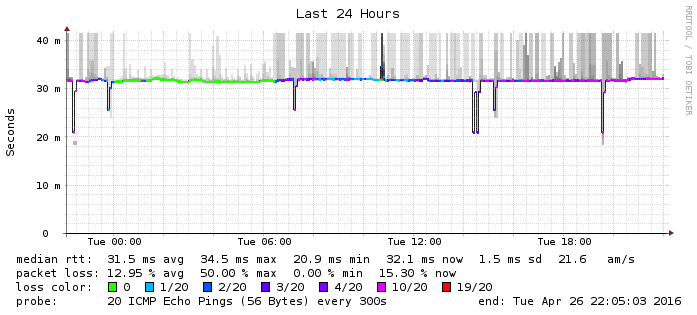 Last 24 Hours
RRDTOOL / TOBI OETIKER
Seconds
40 m
30 m
20 m
10 m
0
Tue 00:00 Tue 06:00 Tue 12:00 Tue 18:00
median rtt: 31.5 ms avg 34.5 ms max 20.9 ms min 32.1 ms now 1.5 ms sd 21.6 am/s
packet loss: 12.95 % avg 50.00 % max 0.00 % min 15.30 % now
loss color: 0 1/20 2/20 3/20 4/20 10/20 19/20
probe: 20 ICMP Echo Pings (56 Bytes) every 300s end: Tue Apr 26 22:05:03 2016